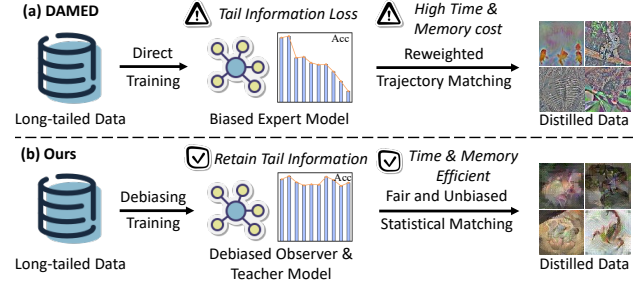 (a) DAMED
Tail Information Loss
High Time &
Memory cost
Direct
Training
Acc
Reweighted
Trajectory Matching
Long-tailed Data
Biased Expert Model
Distilled Data
(b) Ours
Retain Tail Information
Time & Memory
Efficient
Debiasing
Training
Acc
Fair and Unbiased
Statistical Matching
Long-tailed Data
Debiased Observer &
Teacher Model
Distilled Data